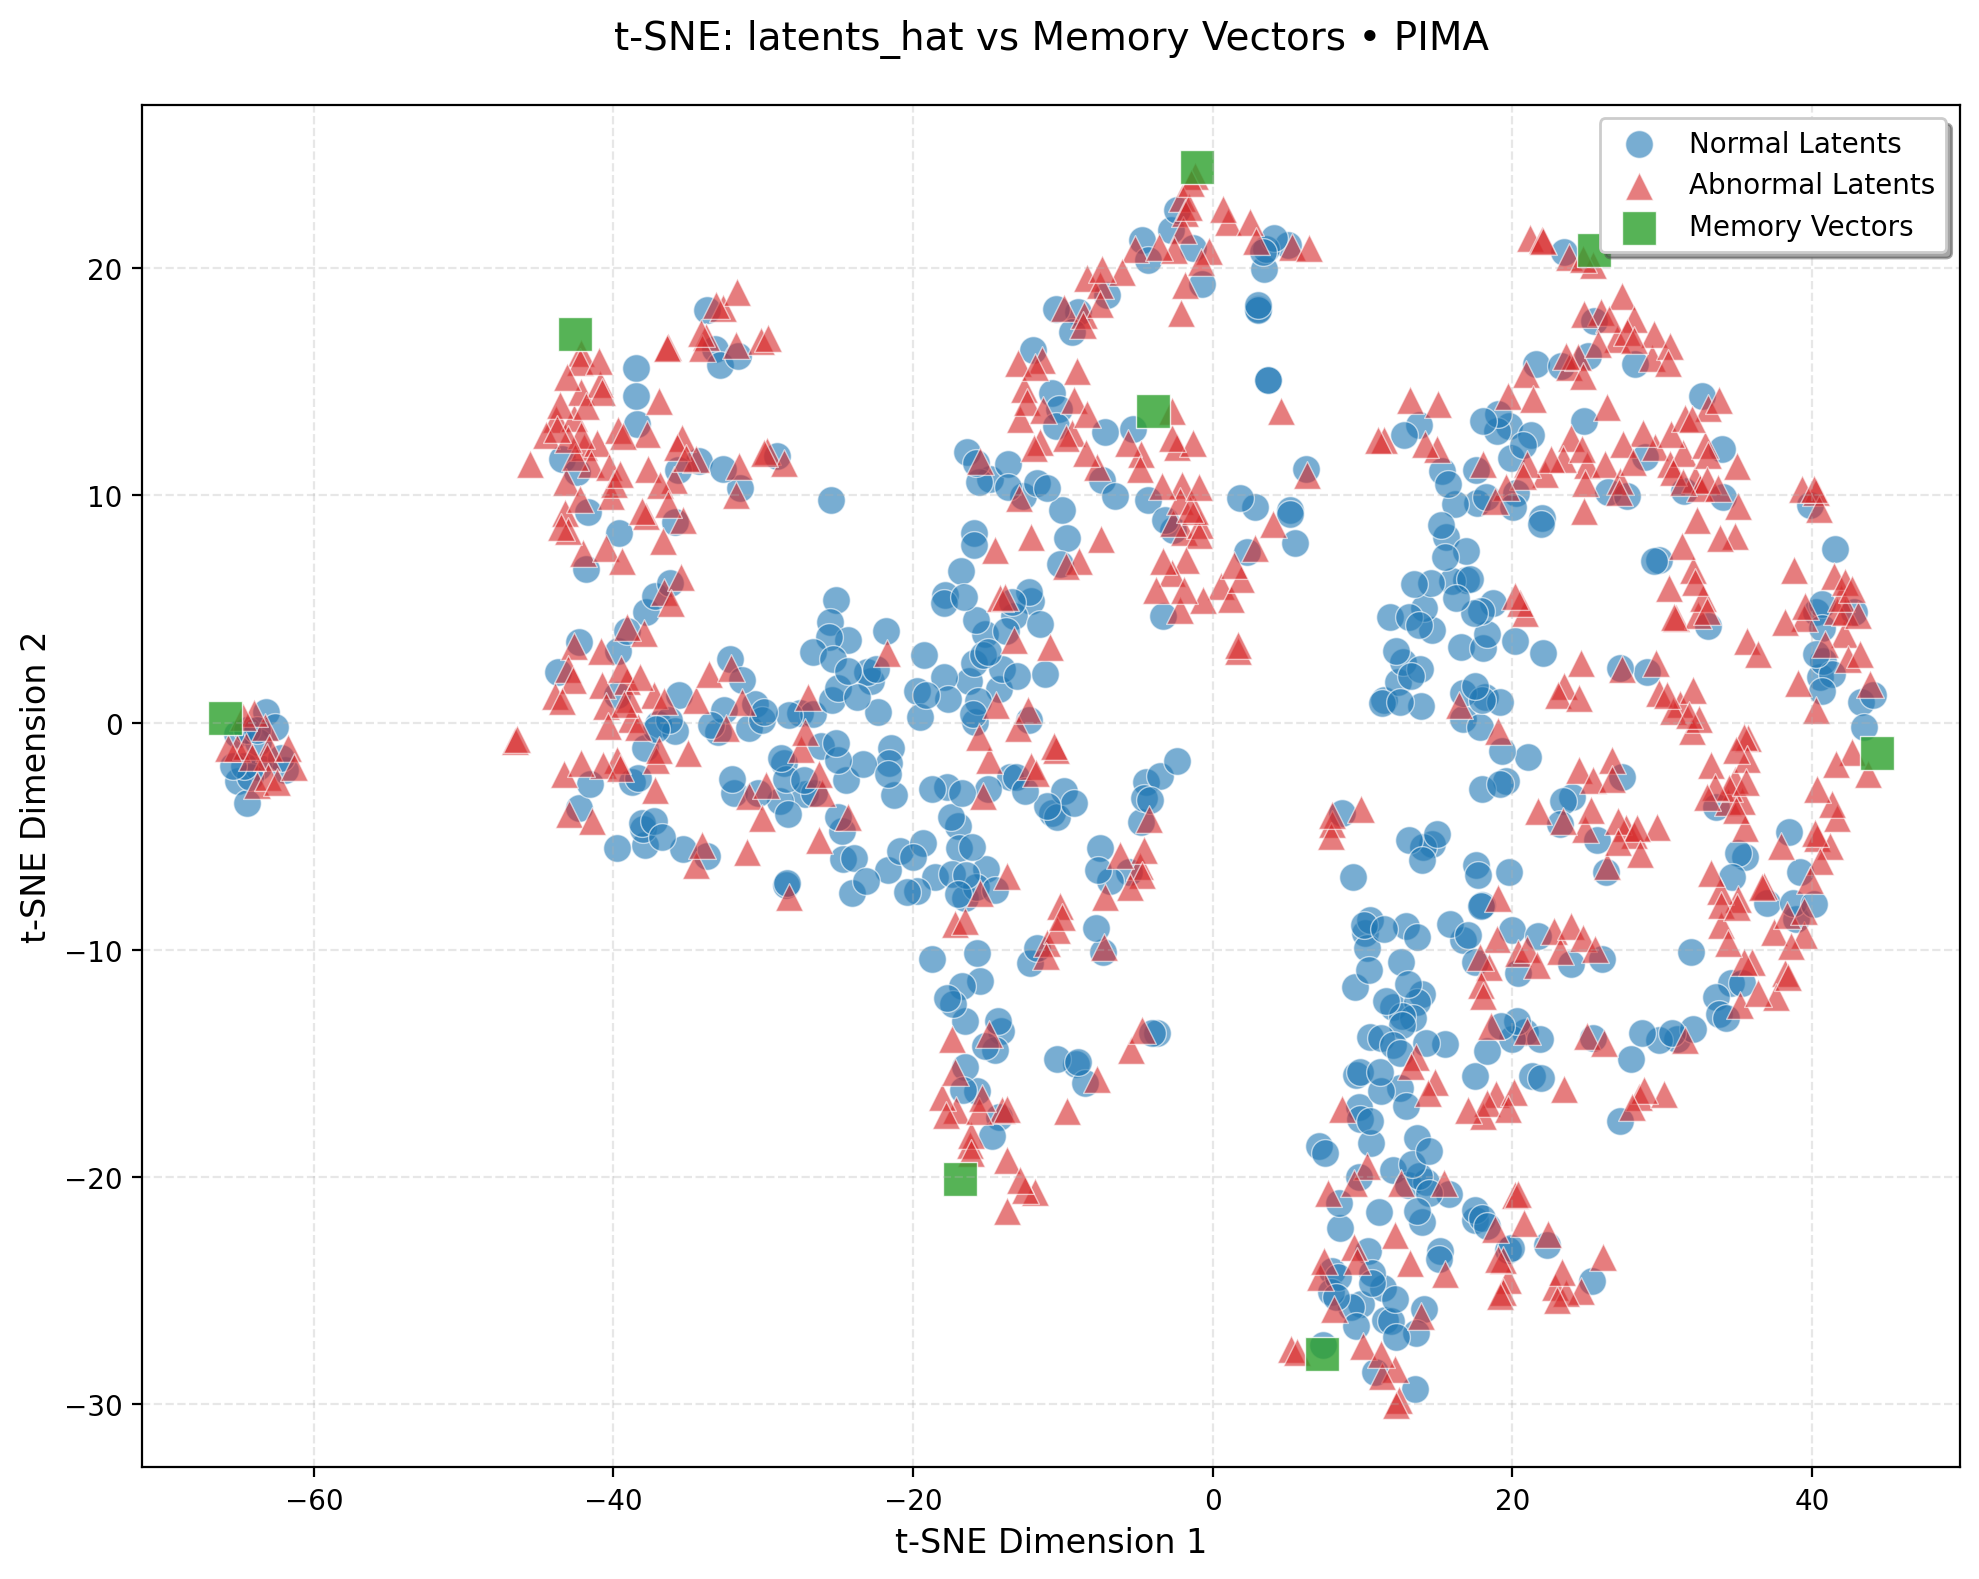 t-SNE: latents_hat vs Memory Vectors • PIMA
Normal Latents
Abnormal Latents
Memory Vectors
t-SNE Dimension 2
20
10
0
−10
−20
−30
−60
−40
−20
0
20
40
t-SNE Dimension 1